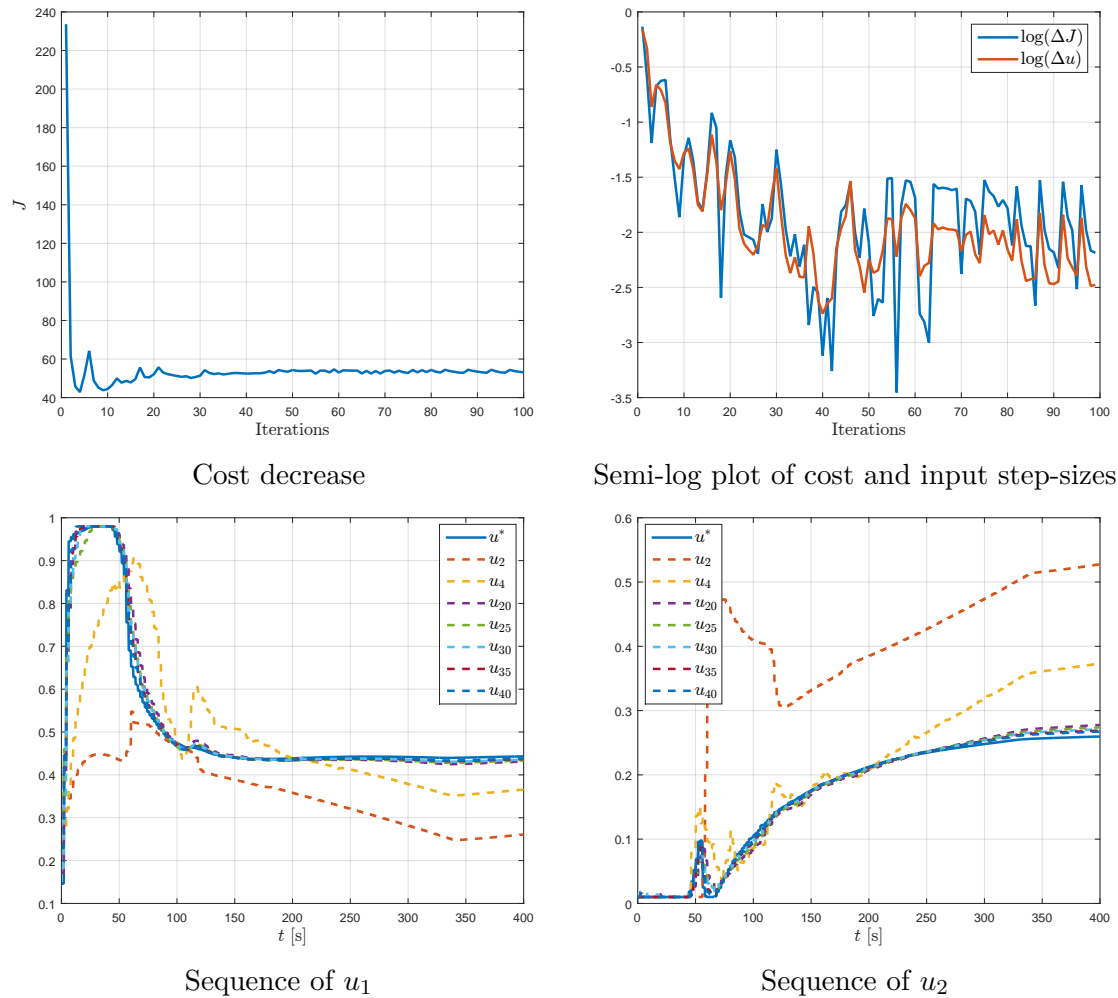 240
220
200
180
160
140
120
100
80
60
40
J
0 10 20 30 40 50 60 70 80 90 100
Iterations
Cost decrease
0
-0.5
-1
-1.5
-2
-2.5
-3
-3.5
log(ΔJ)
log(Δu)
0 10 20 30 40 50 60 70 80 90 100
Iterations
Semi-log plot of cost and input step-sizes
1
0.9
0.8
0.7
0.6
0.5
0.4
0.3
0.2
0.1
u*
u₂
u₄
u₂₀
u₂₅
u₃₀
u₃₅
u₄₀
0 50 100 150 200 250 300 350 400
t [s]
Sequence of u₁
0.6
0.5
0.4
0.3
0.2
0.1
0
u*
u₂
u₄
u₂₀
u₂₅
u₃₀
u₃₅
u₄₀
0 50 100 150 200 250 300 350 400
t [s]
Sequence of u₂